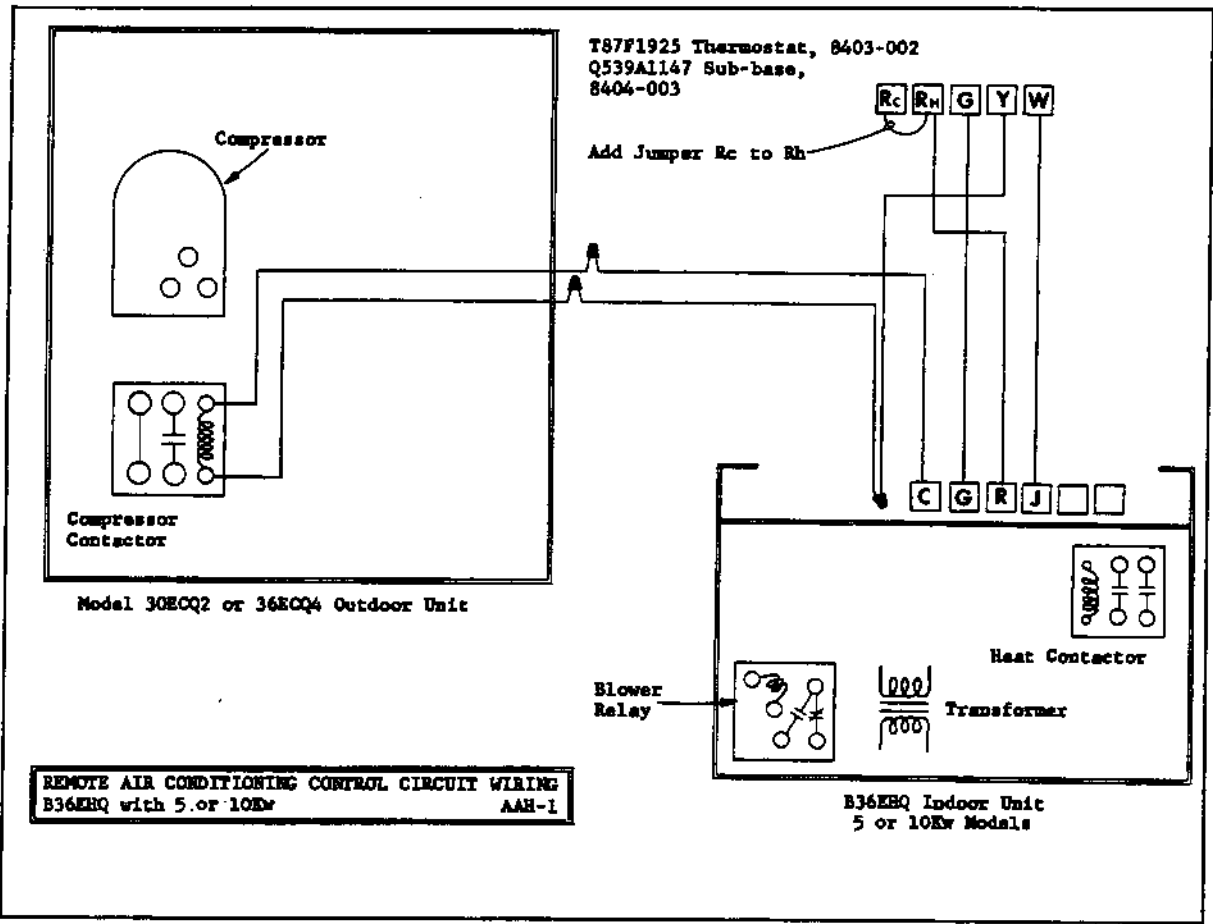 T87F1925 Thermostat, 8403-002
Q539A1147 Sub-base,
8404-003
Rc RH G Y W
Add Jumper Rc to Rh
Compressor
Compressor
Contactor
Model 30ECQ2 or 36ECQ4 Outdoor Unit
C G R J
Heat Contactor
Blower
Relay
Transformer
REMOTE AIR CONDITIONING CONTROL CIRCUIT WIRING
B36EHQ with 5 or 10Kw AAH-1
B36EHQ Indoor Unit
5 or 10Kw Models